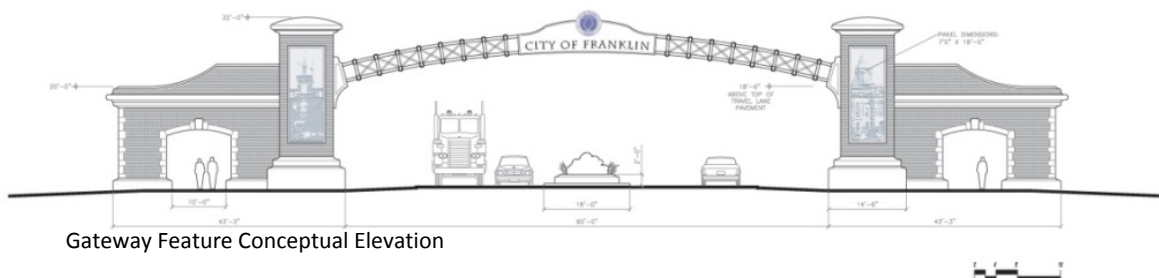 32'-0"
PANEL DIMENSIONS:
7'0" X 18'-0"
CITY OF FRANKLIN
20'-0"
18'-6"
ABOVE TOP OF
TRAVEL LANE
PAVEMENT
10'-0"
16'-0"
14'-6"
43'-3"
90'-0"
43'-3"
Gateway Feature Conceptual Elevation